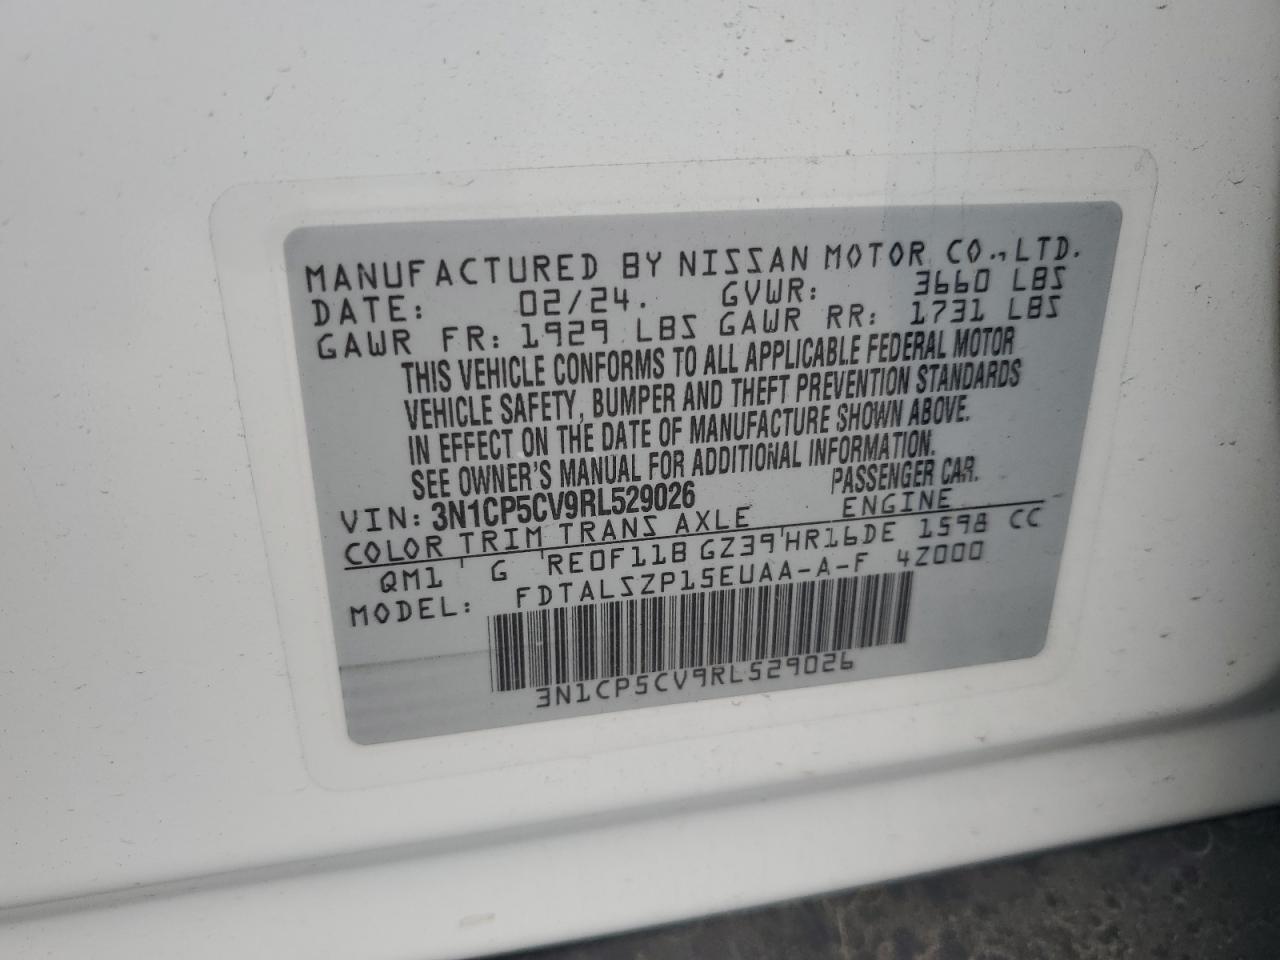 MANUFACTURED BY NISSAN MOTOR CO.,LTD.
DATE: 02/24. GVWR: 3660 LBS
GAWR FR: 1929 LBS GAWR RR: 1731 LBS
THIS VEHICLE CONFORMS TO ALL APPLICABLE FEDERAL MOTOR
VEHICLE SAFETY, BUMPER AND THEFT PREVENTION STANDARDS
IN EFFECT ON THE DATE OF MANUFACTURE SHOWN ABOVE.
SEE OWNER'S MANUAL FOR ADDITIONAL INFORMATION.
VIN: 3N1CP5CV9RL529026 PASSENGER CAR.
COLOR TRIM TRANS AXLE ENGINE
QM1 ' G 'RE0F11B GZ39'HR16DE 1598 CC
MODEL: FDTALSZP15EUAA-A-F 4Z000
3N1CP5CV9RL529026